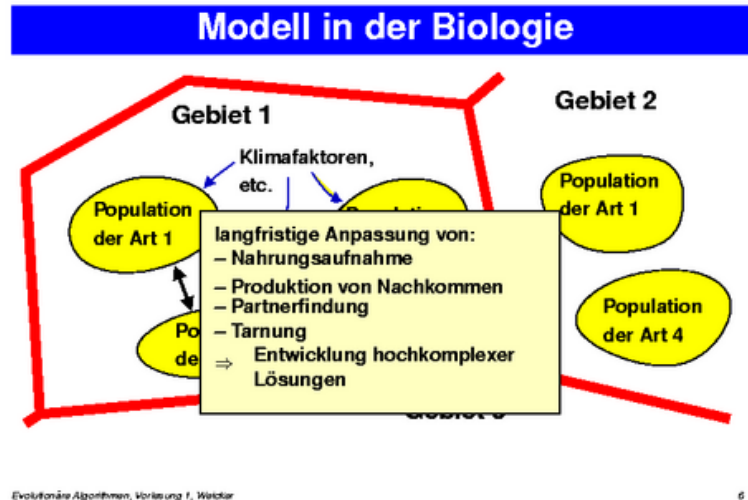 Modell in der Biologie
Gebiet 1
Gebiet 2
Klimafaktoren,
etc.
Population
der Art 1
Population
der Art 1
langfristige Anpassung von:
– Nahrungsaufnahme
– Produktion von Nachkommen
– Partnerfindung
– Tarnung
⇒ Entwicklung hochkomplexer
Lösungen
Po
de
Population
der Art 4
Evolutionäre Algorithmen, Vorlesung 1, Weicker
6